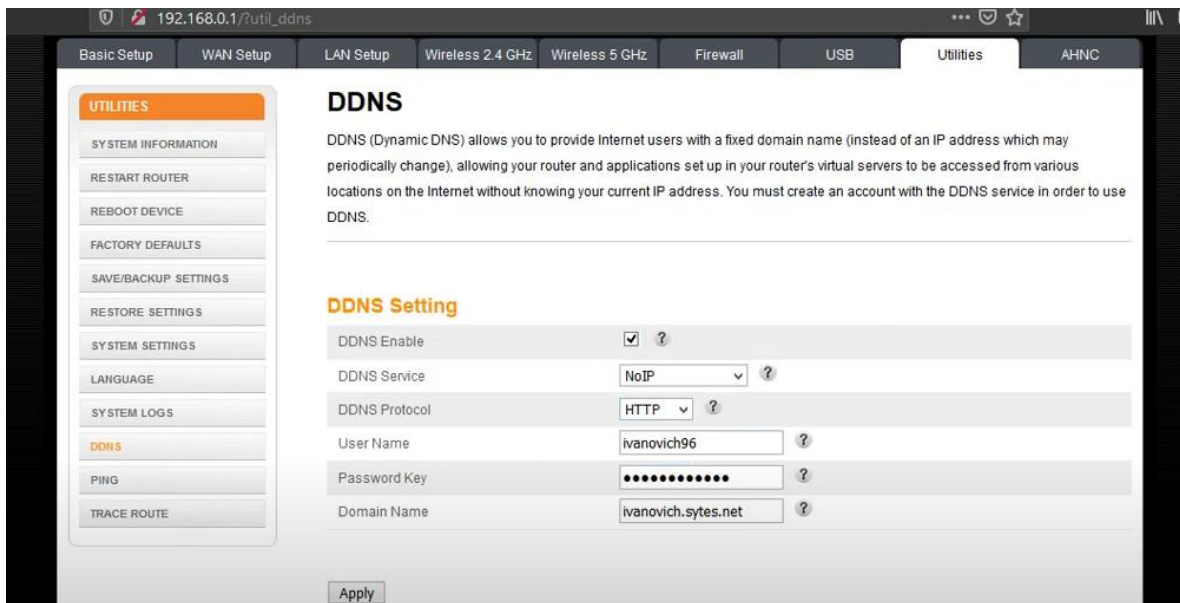 192.168.0.1/?util_ddns
Basic Setup WAN Setup LAN Setup Wireless 2.4 GHz Wireless 5 GHz Firewall USB Utilities AHNC
UTILITIES
SYSTEM INFORMATION
RESTART ROUTER
REBOOT DEVICE
FACTORY DEFAULTS
SAVE/BACKUP SETTINGS
RESTORE SETTINGS
SYSTEM SETTINGS
LANGUAGE
SYSTEM LOGS
DDNS
PING
TRACE ROUTE
DDNS
DDNS (Dynamic DNS) allows you to provide Internet users with a fixed domain name (instead of an IP address which may
periodically change), allowing your router and applications set up in your router's virtual servers to be accessed from various
locations on the Internet without knowing your current IP address. You must create an account with the DDNS service in order to use
DDNS.
DDNS Setting
DDNS Enable ?
DDNS Service NoIP ?
DDNS Protocol HTTP ?
User Name ivanovich96 ?
Password Key ●●●●●●●●●●●● ?
Domain Name ivanovich.sytes.net ?
Apply